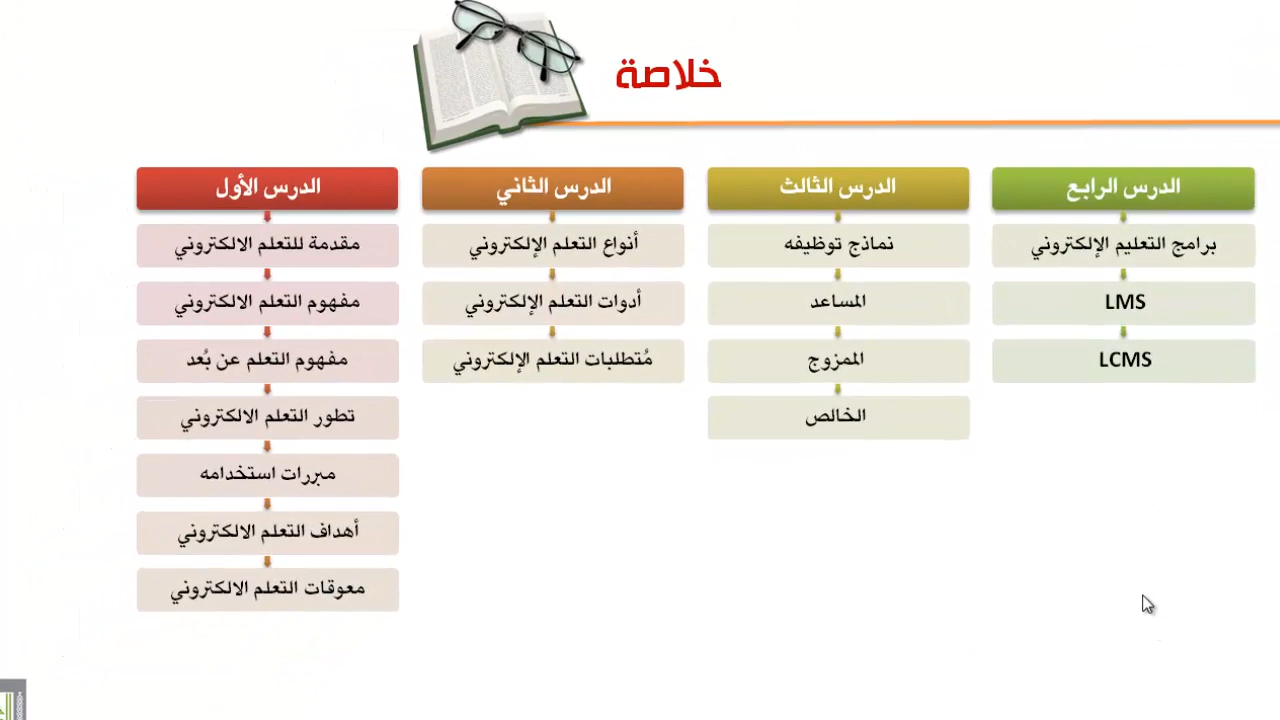 خلاصة
الدرس الأول
مقدمة للتعلم الالكتروني
مفهوم التعلم الالكتروني
مفهوم التعلم عن بُعد
تطور التعلم الالكتروني
مبررات استخدامه
أهداف التعلم الالكتروني
معوقات التعلم الالكتروني
الدرس الثاني
أنواع التعلم الإلكتروني
أدوات التعلم الإلكتروني
مُتطلبات التعلم الإلكتروني
الدرس الثالث
نماذج توظيفه
المساعد
الممزوج
الخالص
الدرس الرابع
برامج التعليم الإلكتروني
LMS
LCMS